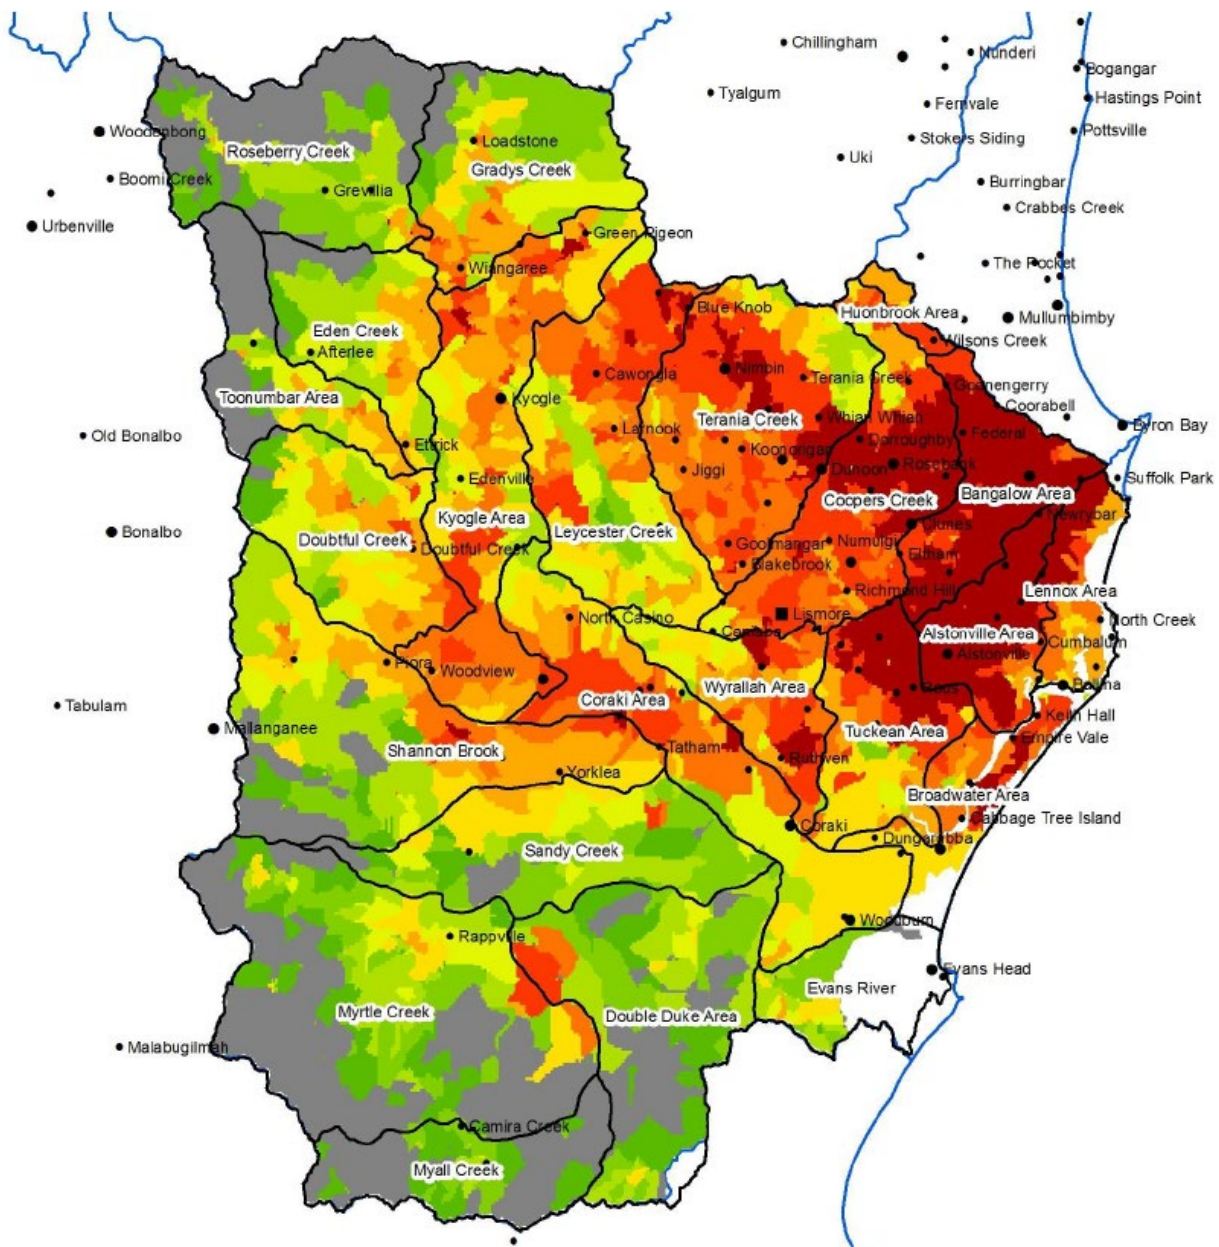 Chillingham
Nunderi
Bogangar
Tyalgum
Fernvale
Hastings Point
Woodenbong
Stokers Siding
Pottsville
Roseberry Creek
Loadstone
Gradys Creek
Uki
Boomi Creek
Grevillia
Burringbar
Crabbes Creek
Urbenville
Green Pigeon
Wiangaree
The Pocket
Blue Knob
Huonbrook Area
Mullumbimby
Eden Creek
Afterlee
Wilsons Creek
Cawongla
Nimbin
Terania Creek
Goonengerry
Toonumbar Area
Kyogle
Coorabell
Old Bonalbo
Larnook
Terania Creek
Whian Whian
Byron Bay
Ettrick
Koonorigan
Dorroughby
Federal
Edenville
Jiggi
Dunoon
Rosebank
Suffolk Park
Coopers Creek
Bangalow Area
Kyogle Area
Newrybar
Bonalbo
Doubtful Creek
Leycester Creek
Clunes
Doubtful Creek
Goolmangar
Numulgi
Eltham
Blakebrook
Richmond Hill
Lennox Area
North Casino
Lismore
North Creek
Alstonville Area
Cumbalum
Piora
Woodview
Alstonville
Wyrallah Area
Rous
Ballina
Tabulam
Coraki Area
Keith Hall
Mallanganee
Tuckean Area
Empire Vale
Shannon Brook
Tatham
Ruthven
Yorklea
Broadwater Area
Cabbage Tree Island
Coraki
Sandy Creek
Dungarubba
Woodburn
Rappville
Evans Head
Evans River
Myrtle Creek
Double Duke Area
Malabugilmah
Camira Creek
Myall Creek